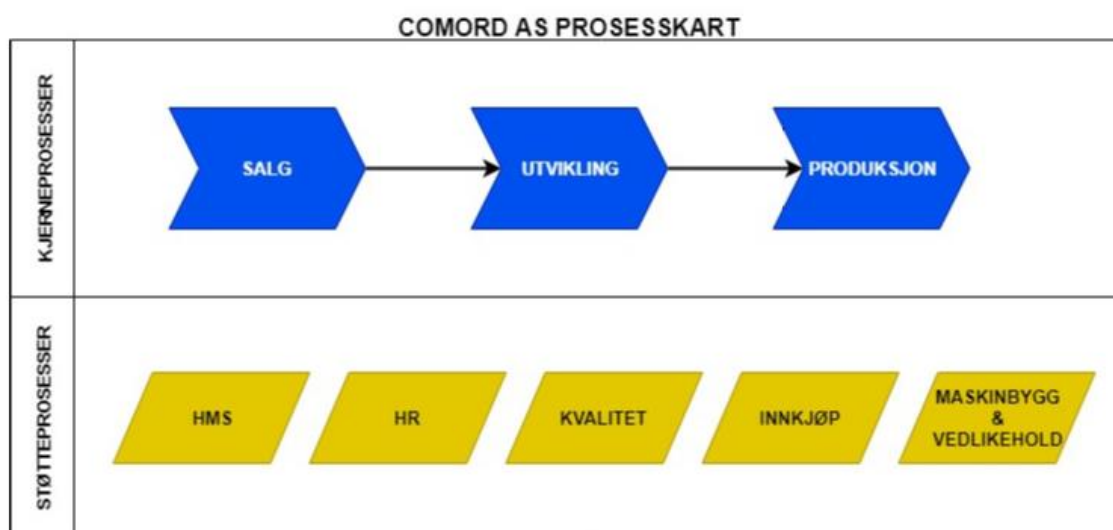 COMORD AS PROSESSKART
KJERNEPROSESSER
SALG
UTVIKLING
PRODUKSJON
STØTTEPROSESSER
HMS
HR
KVALITET
INNKJØP
MASKINBYGG
&
VEDLIKEHOLD